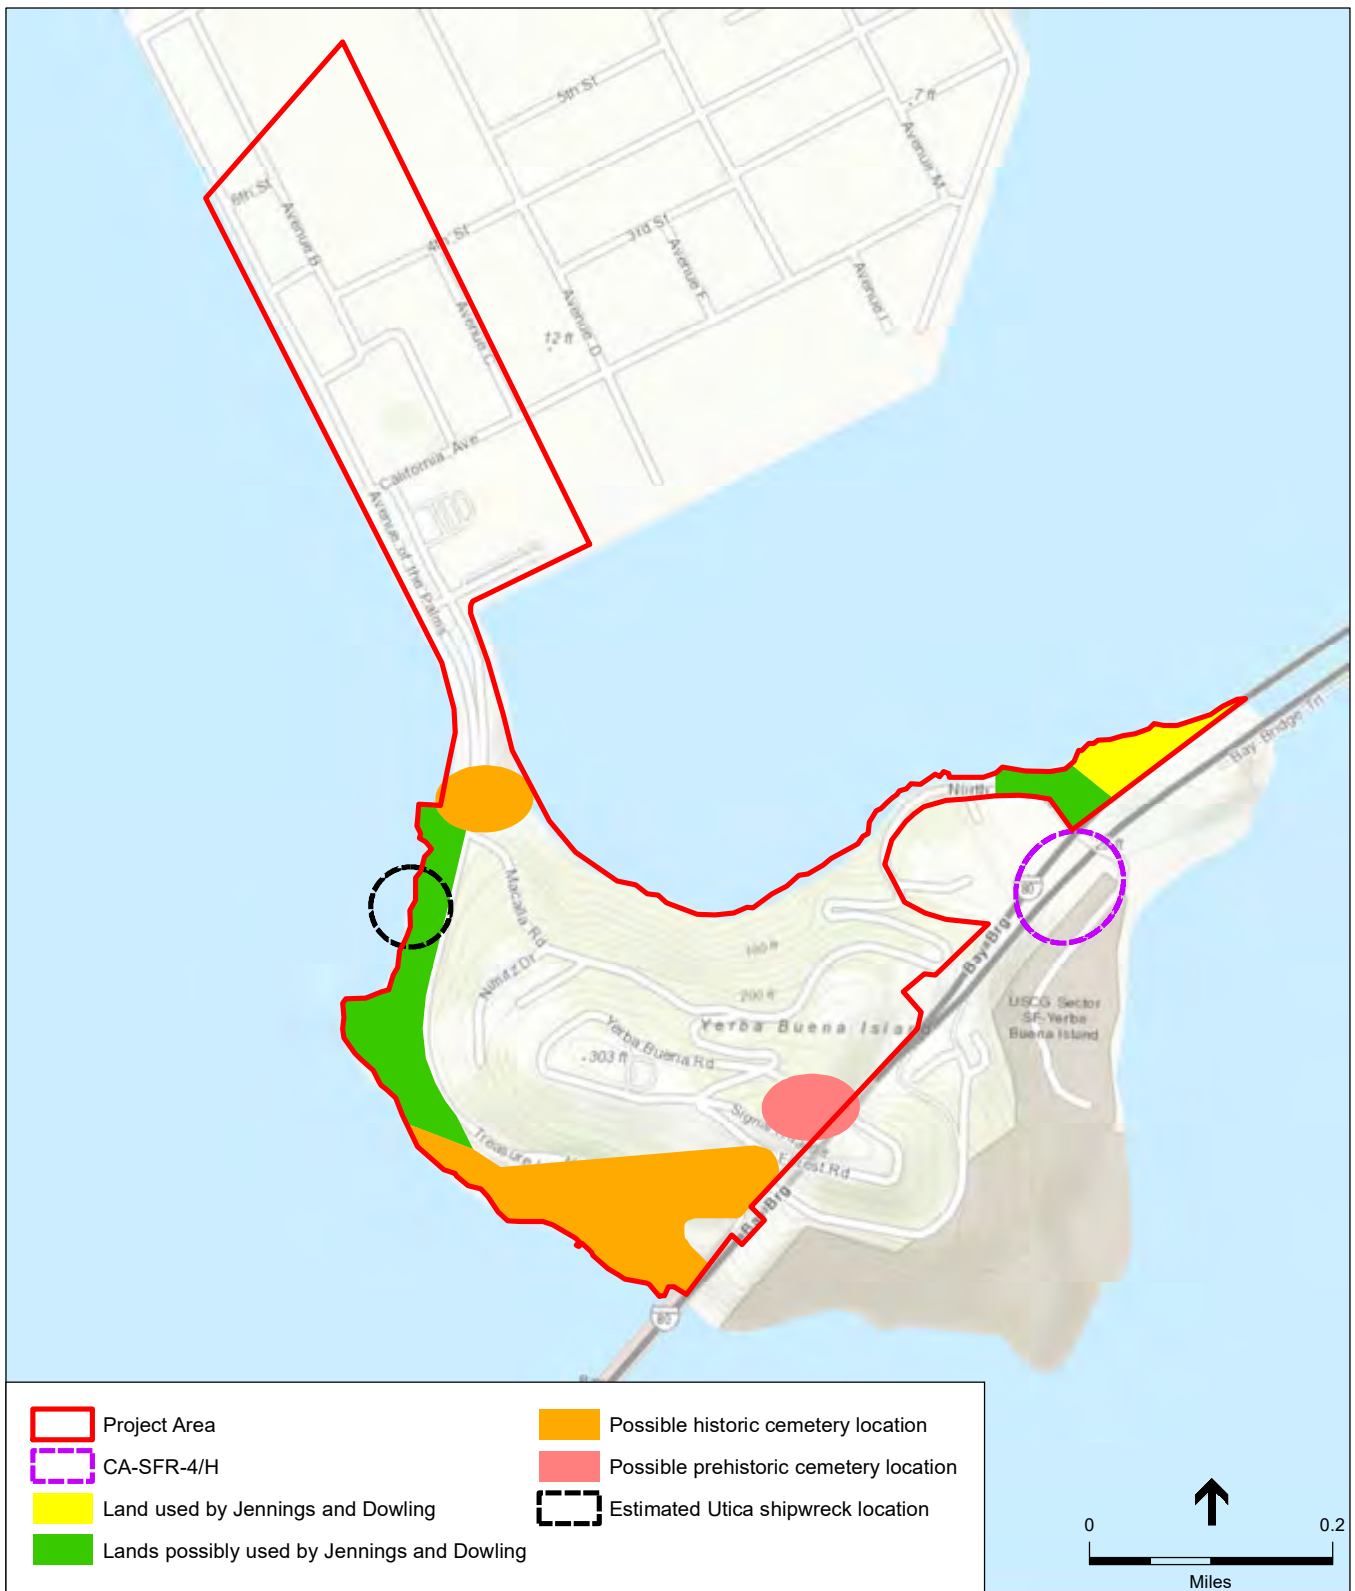 5th St
7 ft
Avenue M
6th St
Avenue B
4th St
3rd St
Avenue F
Avenue I
Avenue C
12 ft
Avenue D
California Ave
Avenue of the Palms
Bay Bridge Trl
North
80
Macalla Rd
Bay Brg
100 ft
Nimitz Dr
200 ft
USCG Sector
SF-Yerba
Buena Island
Yerba Buena Island
Yerba Buena Rd
303 ft
Treasure
Forest Rd
Bay Brg
80
Project Area
CA-SFR-4/H
Land used by Jennings and Dowling
Lands possibly used by Jennings and Dowling
Possible historic cemetery location
Possible prehistoric cemetery location
Estimated Utica shipwreck location
0 0.2
Miles